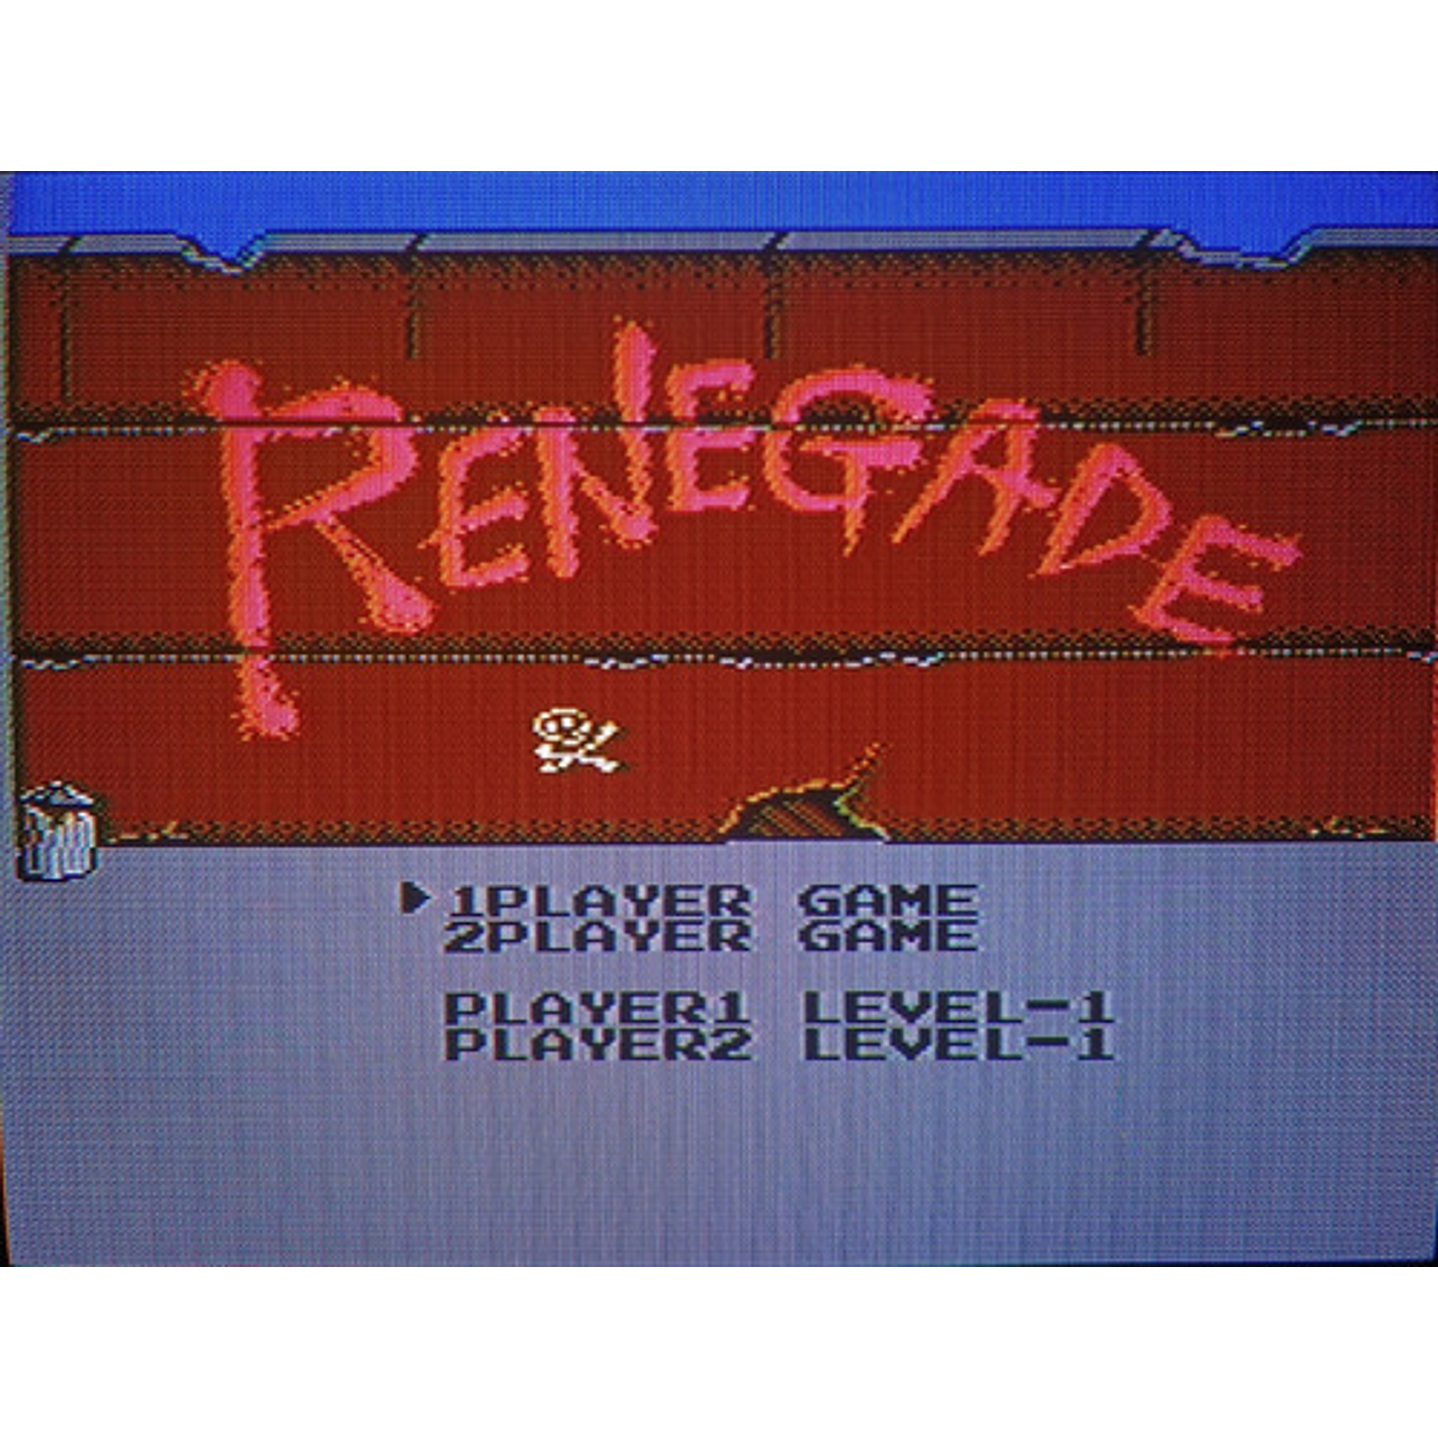 RENEGADE
1PLAYER GAME
2PLAYER GAME
PLAYER1 LEVEL-1
PLAYER2 LEVEL-1